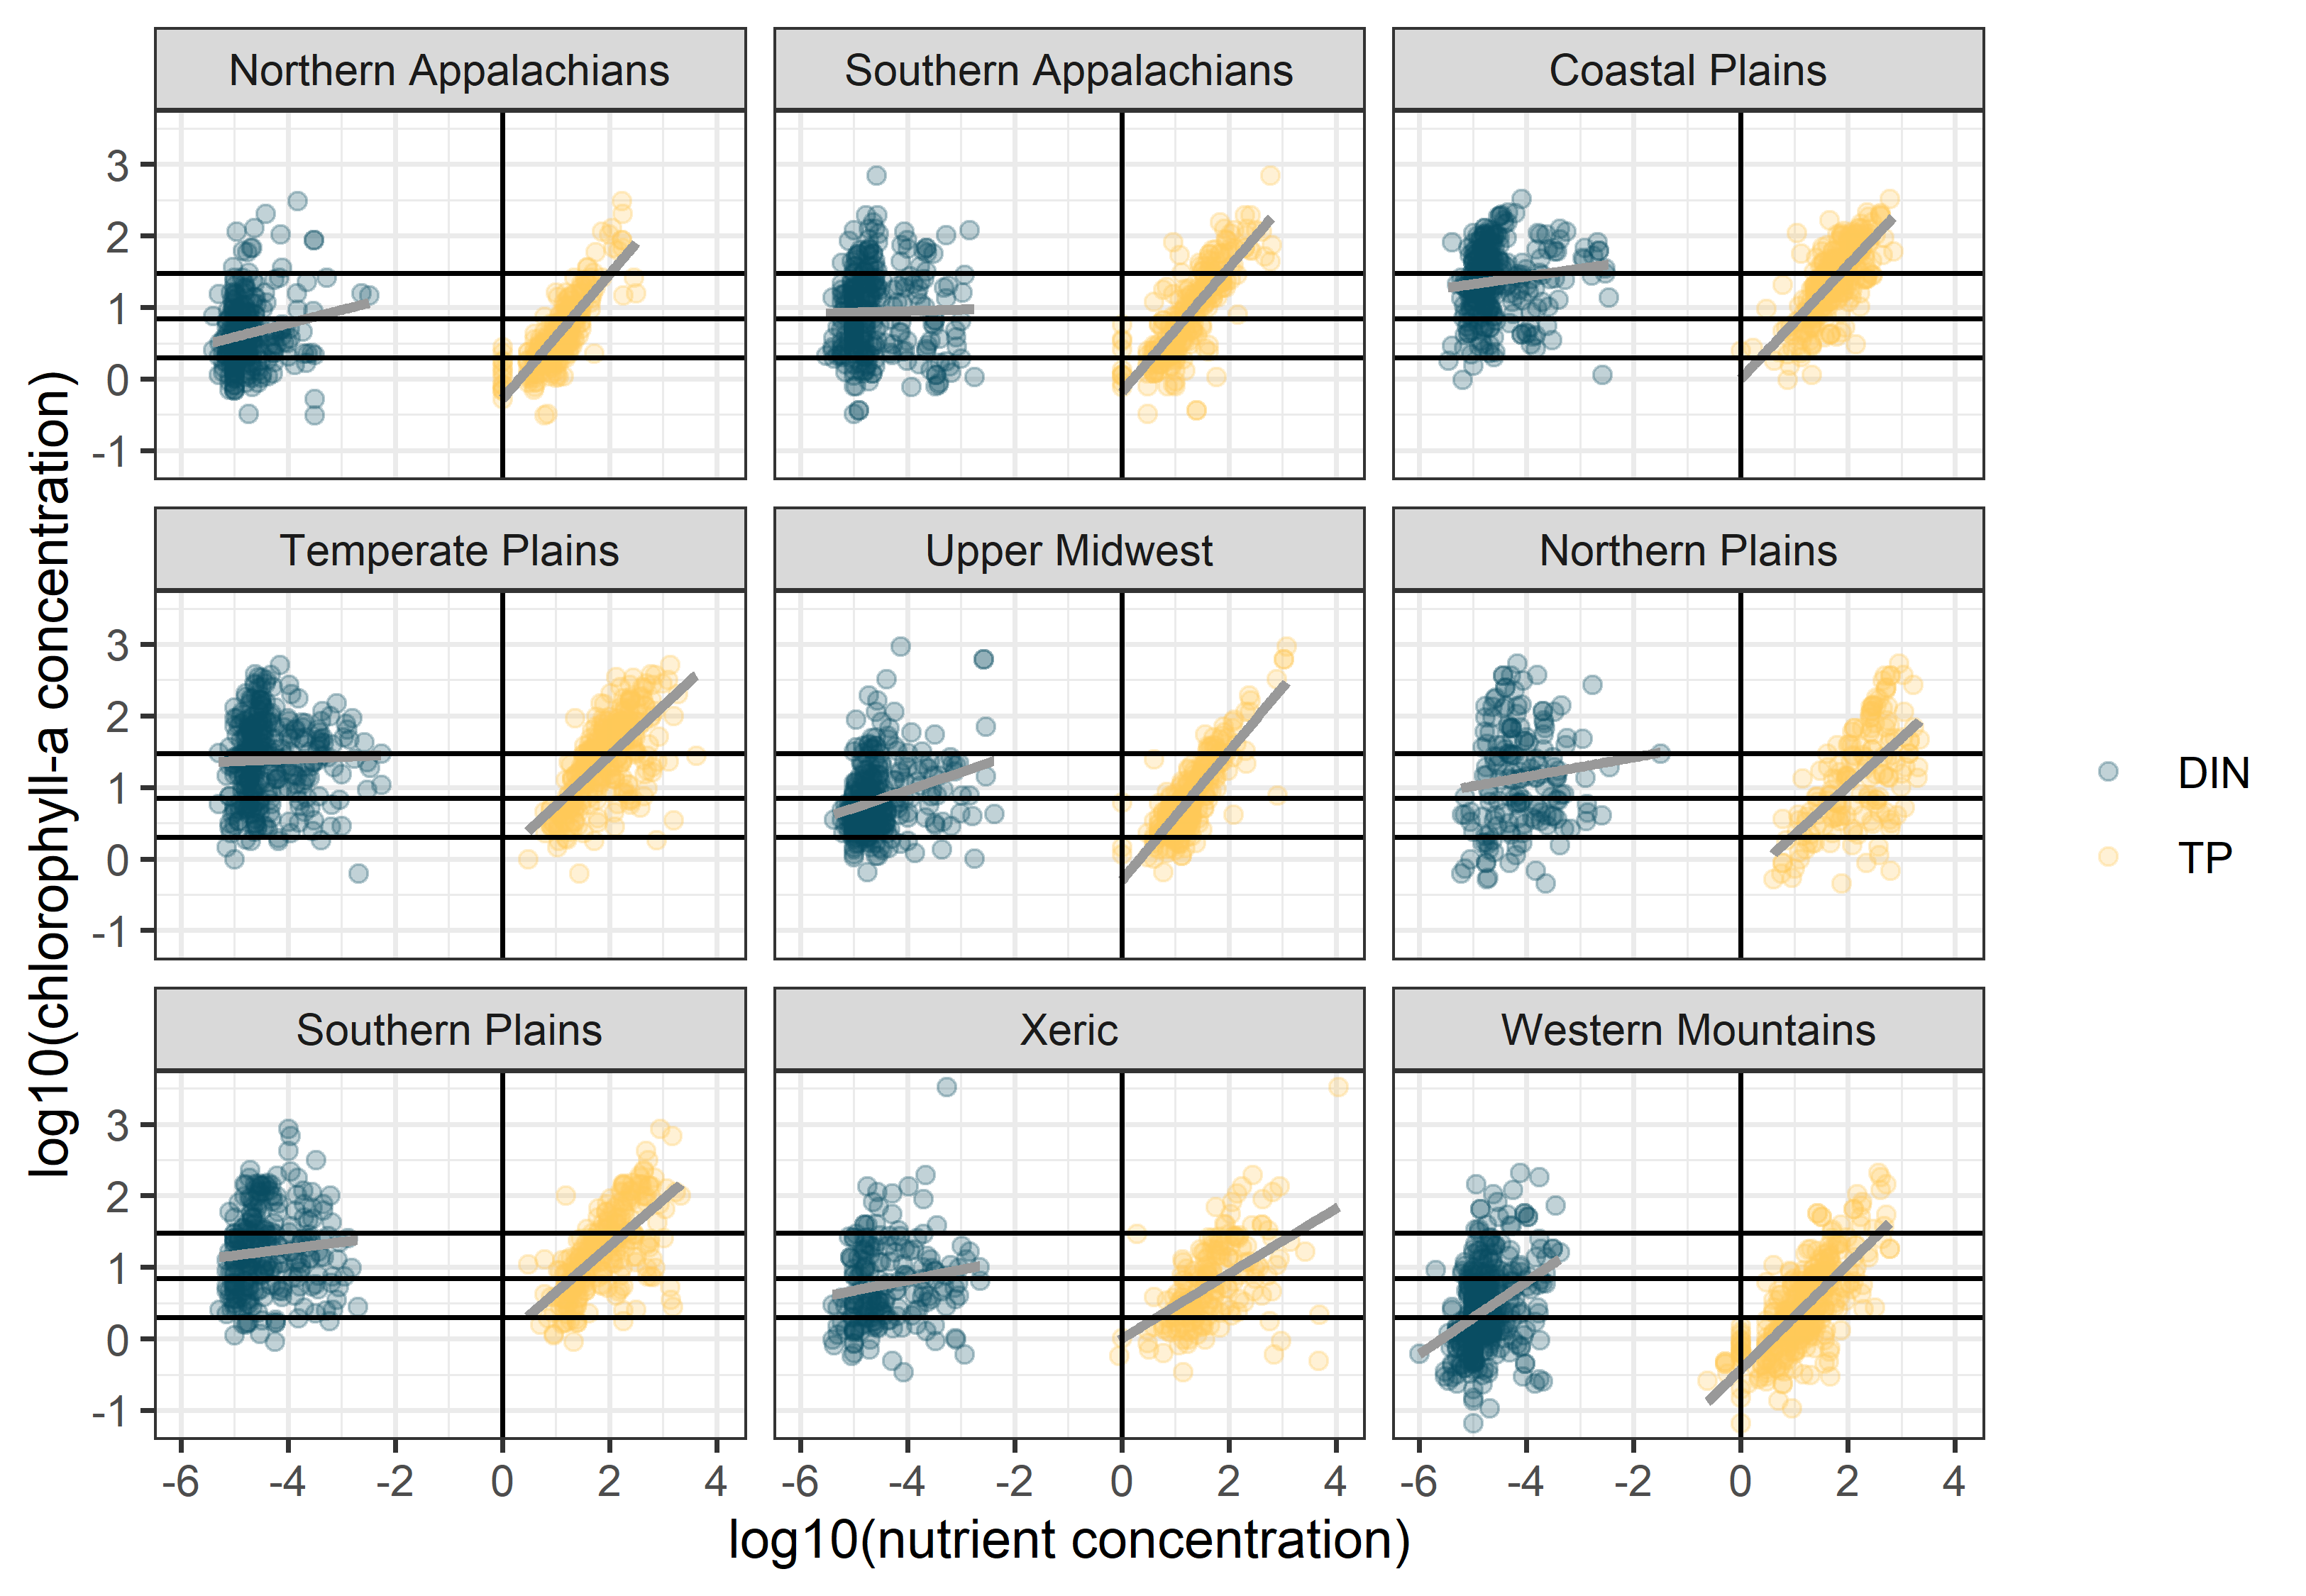 Northern Appalachians
Southern Appalachians
Coastal Plains
3
2
1
0
-1
Temperate Plains
Upper Midwest
Northern Plains
3
2
1
0
-1
Southern Plains
Xeric
Western Mountains
3
2
1
0
-1
-6 -4 -2 0 2 4
-6 -4 -2 0 2 4
-6 -4 -2 0 2 4
log10(nutrient concentration)
log10(chlorophyll-a concentration)
DIN
TP